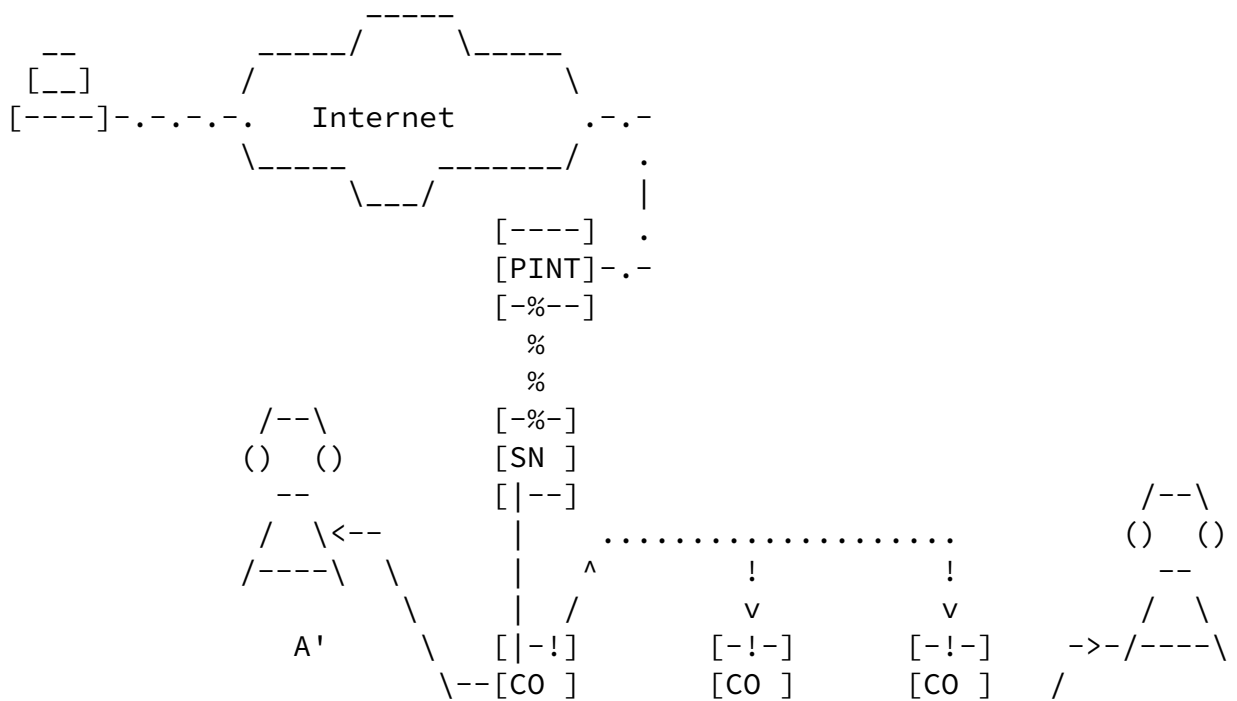 Internet
[PINT]
[SN ]
A'
[CO ] [CO ] [CO ]